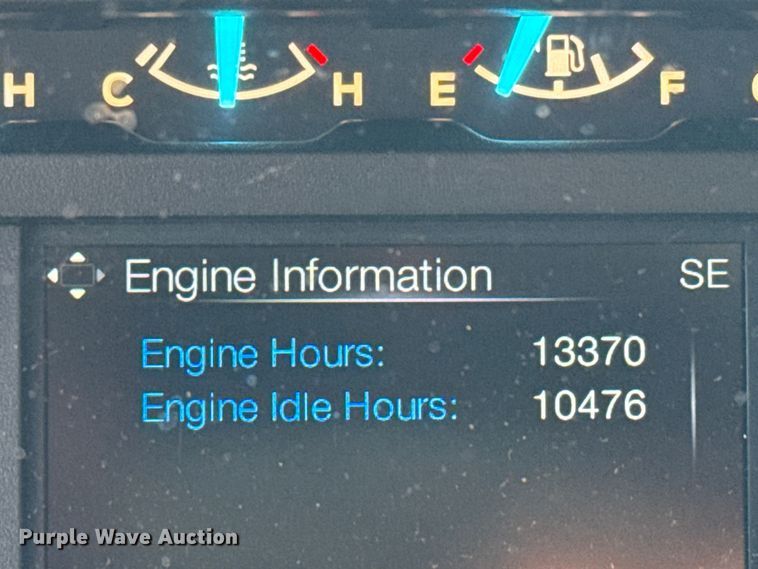 H C H E F
Engine Information SE
Engine Hours: 13370
Engine Idle Hours: 10476
Purple Wave Auction